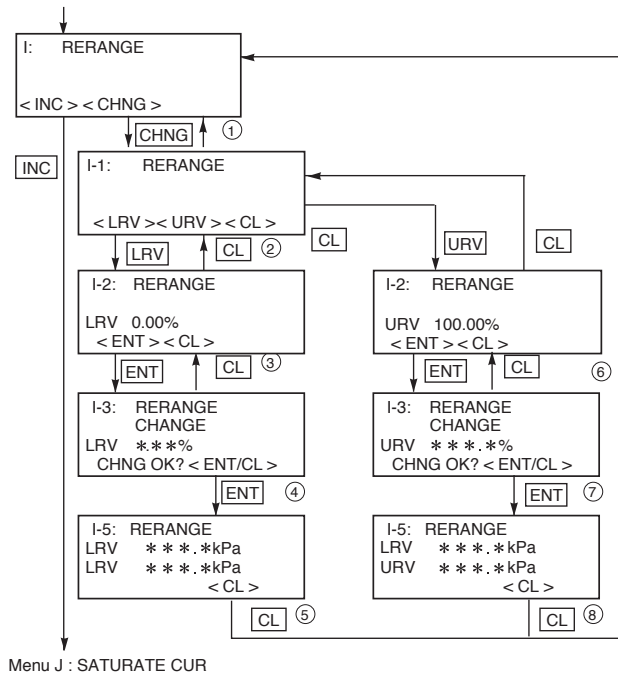 I: RERANGE
< INC > < CHNG >
CHNG ①
INC
I-1: RERANGE
< LRV >< URV >< CL >
LRV
CL ②
CL
URV
CL
I-2: RERANGE
LRV 0.00%
< ENT > < CL >
ENT
CL ③
I-2: RERANGE
URV 100.00%
< ENT > < CL >
ENT
CL ⑥
I-3: RERANGE
CHANGE
LRV *.**%
CHNG OK? < ENT/CL >
ENT ④
I-3: RERANGE
CHANGE
URV ***.*%
CHNG OK? < ENT/CL >
ENT ⑦
I-5: RERANGE
LRV ***.*kPa
LRV ***.*kPa
< CL >
CL ⑤
I-5: RERANGE
LRV ***.*kPa
URV ***.*kPa
< CL >
CL ⑧
Menu J : SATURATE CUR